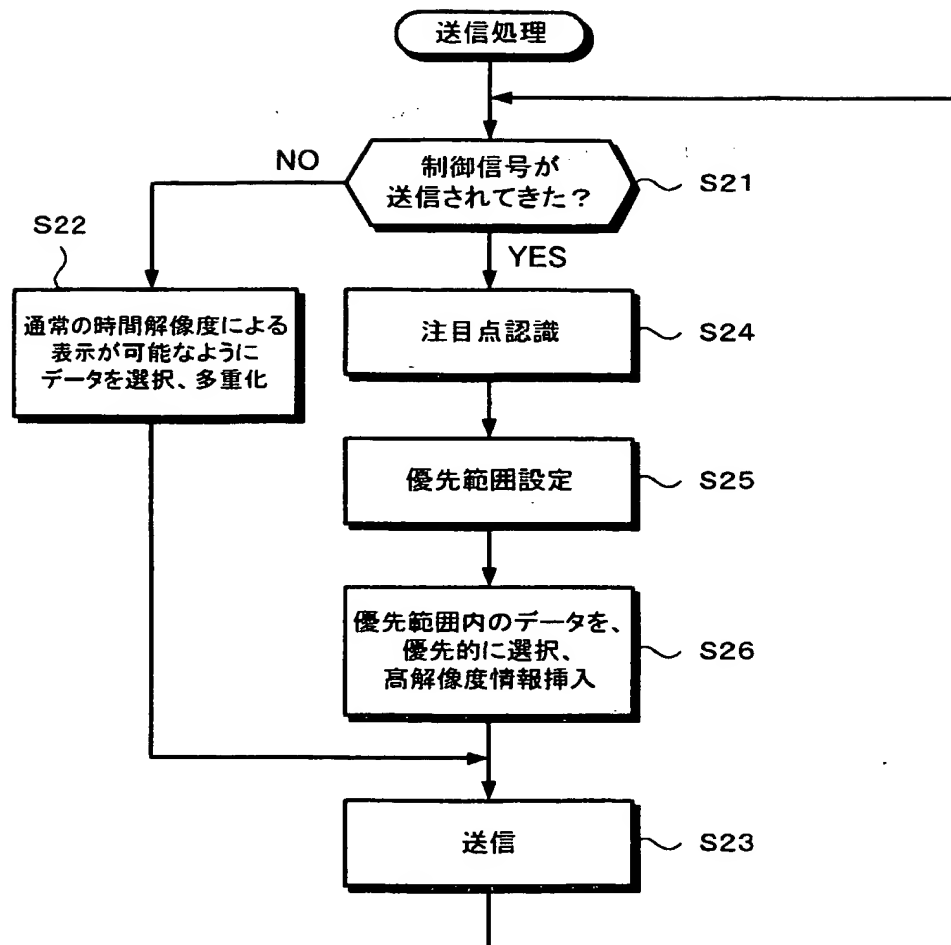 送信処理
制御信号が
送信されてきた？
S21
NO
YES
S22
通常の時間解像度による
表示が可能なように
データを選択、多重化
注目点認識
S24
優先範囲設定
S25
優先範囲内のデータを、
優先的に選択、
高解像度情報挿入
S26
送信
S23